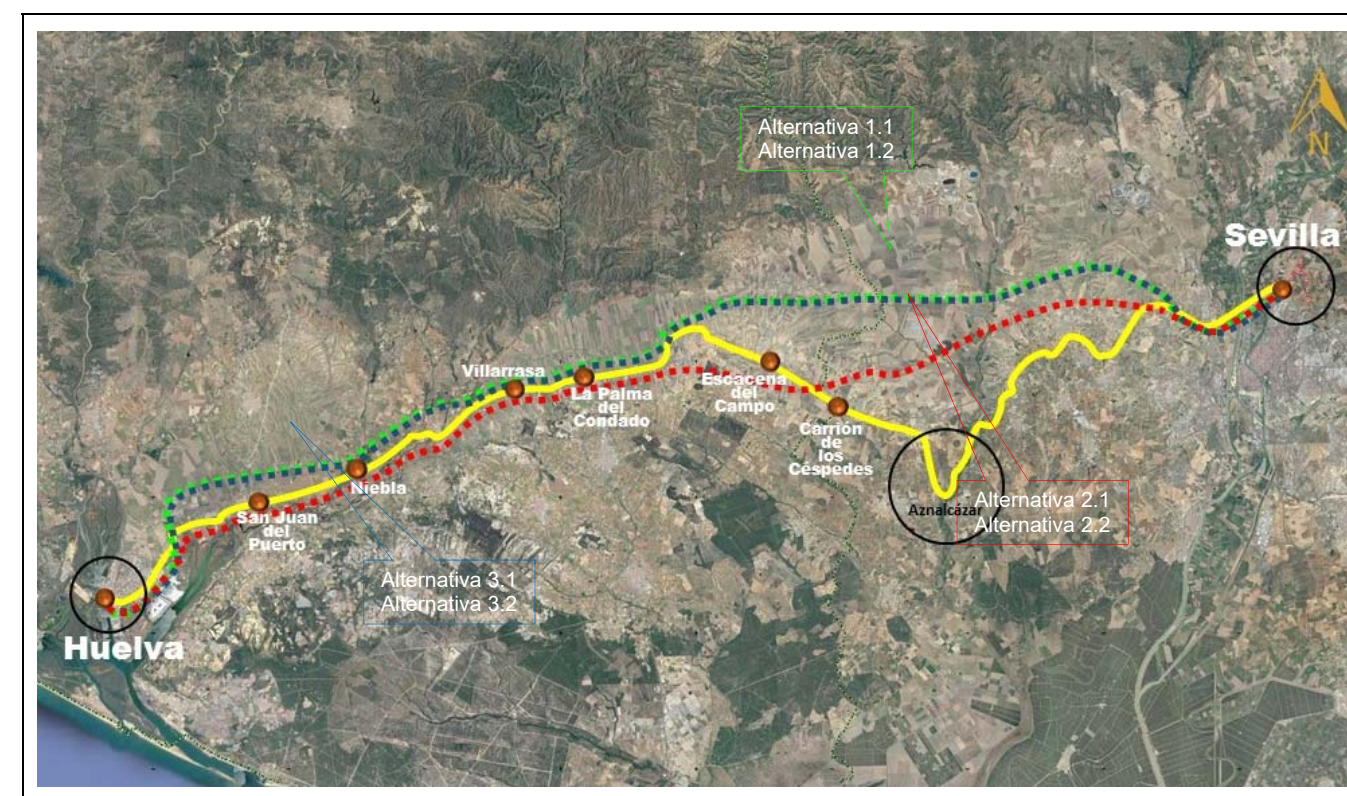 Alternativa 1.1
Alternativa 1.2
N
Sevilla
Villarrasa
La Palma
del
Condado
Escacena
del
Campo
Carrión
de
los
Céspedes
Niebla
San Juan
del
Puerto
Aznalcázar
Alternativa 2.1
Alternativa 2.2
Alternativa 3.1
Alternativa 3.2
Huelva